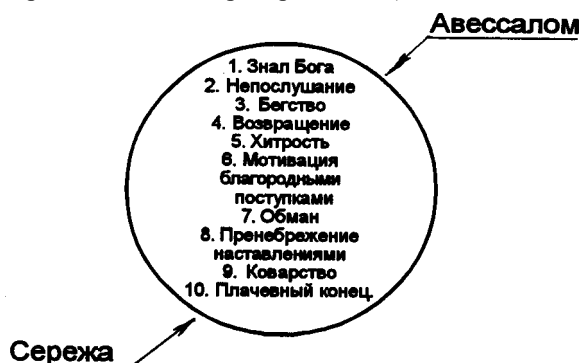 Авессалом
1. Знал Бога
2. Непослушание
3. Бегство
4. Возвращение
5. Хитрость
6. Мотивация
благородными
поступками
7. Обман
8. Пренебрежение
наставлениями
9. Коварство
10. Плачевный конец.
Сережа